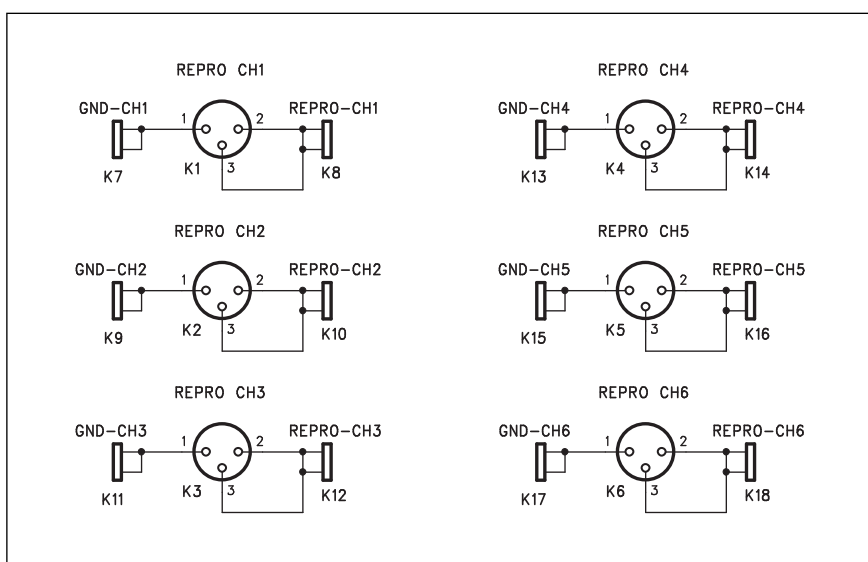 REPRO CH1
GND-CH1 1 2 REPRO-CH1
K7 K1 3 K8
REPRO CH4
GND-CH4 1 2 REPRO-CH4
K13 K4 3 K14
REPRO CH2
GND-CH2 1 2 REPRO-CH2
K9 K2 3 K10
REPRO CH5
GND-CH5 1 2 REPRO-CH5
K15 K5 3 K16
REPRO CH3
GND-CH3 1 2 REPRO-CH3
K11 K3 3 K12
REPRO CH6
GND-CH6 1 2 REPRO-CH6
K17 K6 3 K18